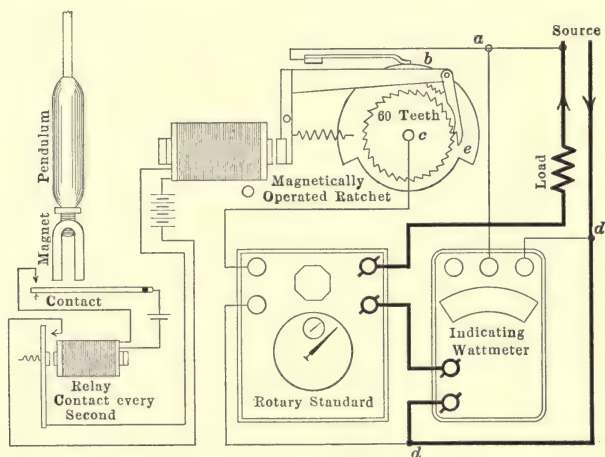 Source
a
b
60 Teeth
c
e
Pendulum
Magnet
Load
Magnetically
Operated Ratchet
d
Contact
Indicating
Wattmeter
Relay
Contact every
Second
Rotary Standard
d